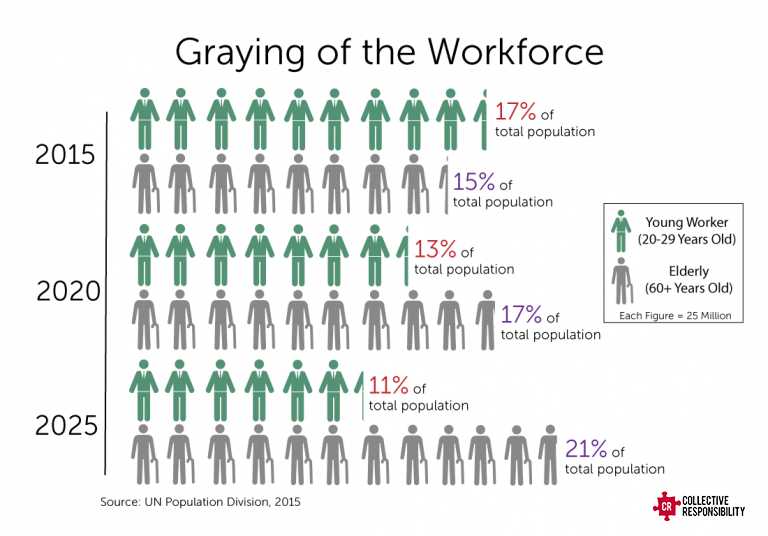 Graying of the Workforce
2015
17% of
total population
15% of
total population
2020
13% of
total population
17% of
total population
2025
11% of
total population
21% of
total population
Young Worker
(20-29 Years Old)
Elderly
(60+ Years Old)
Each Figure = 25 Million
Source: UN Population Division, 2015
CR
COLLECTIVE
RESPONSIBILITY